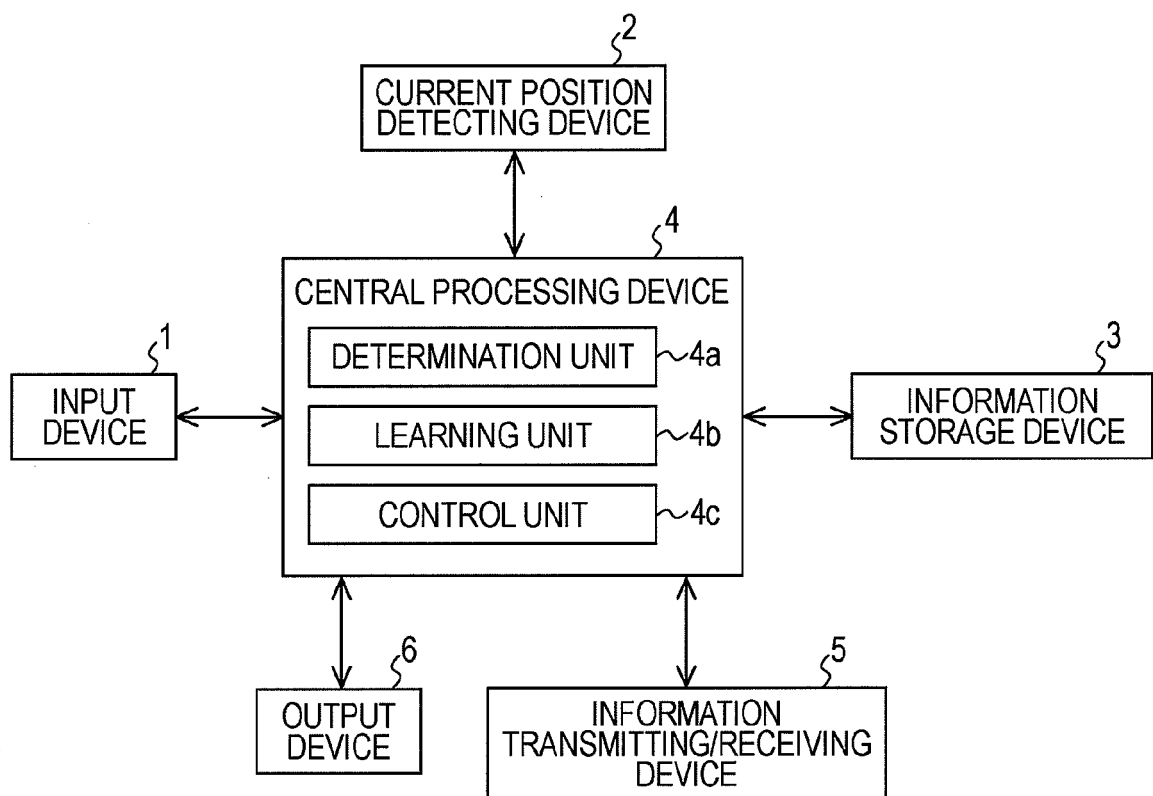 2
CURRENT POSITION
DETECTING DEVICE
4
CENTRAL PROCESSING DEVICE
DETERMINATION UNIT
4a
LEARNING UNIT
4b
CONTROL UNIT
4c
1
INPUT
DEVICE
3
INFORMATION
STORAGE DEVICE
6
OUTPUT
DEVICE
5
INFORMATION
TRANSMITTING/RECEIVING
DEVICE